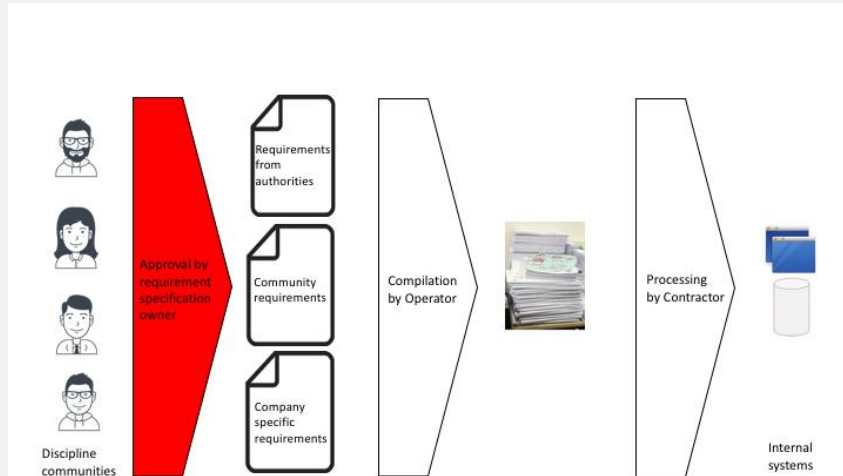 Requirements
from
authorities
Approval by
requirement
specification
owner
Community
requirements
Compilation
by Operator
Processing
by Contractor
Company
specific
requirements
Discipline
communities
Internal
systems